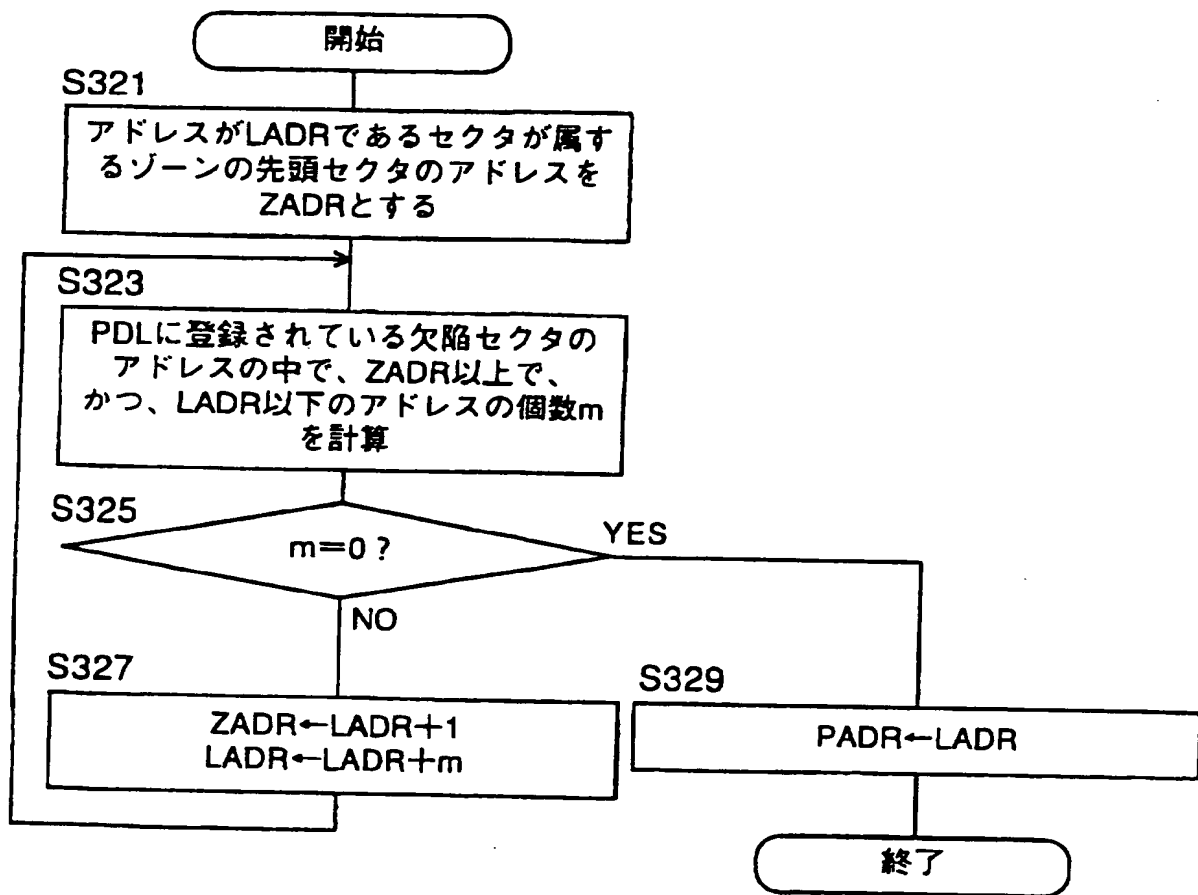 開始
S321
アドレスがLADRであるセクタが属す
るゾーンの先頭セクタのアドレスを
ZADRとする
S323
PDLに登録されている欠陥セクタの
アドレスの中で、ZADR以上で、
かつ、LADR以下のアドレスの個数m
を計算
S325
m=0?
YES
NO
S327
ZADR←LADR+1
LADR←LADR+m
S329
PADR←LADR
終了